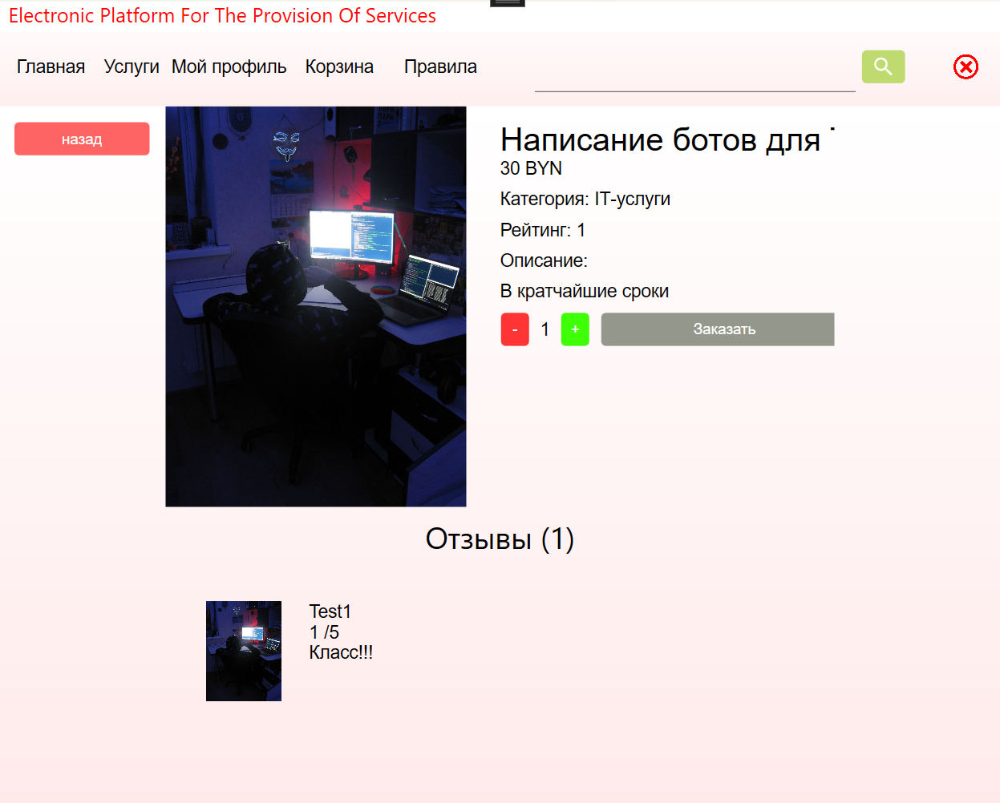 Electronic Platform For The Provision Of Services
Главная Услуги Мой профиль Корзина Правила
назад
Написание ботов для
30 BYN
Категория: IT-услуги
Рейтинг: 1
Описание:
В кратчайшие сроки
- 1 + Заказать
Отзывы (1)
Test1
1 /5
Класс!!!